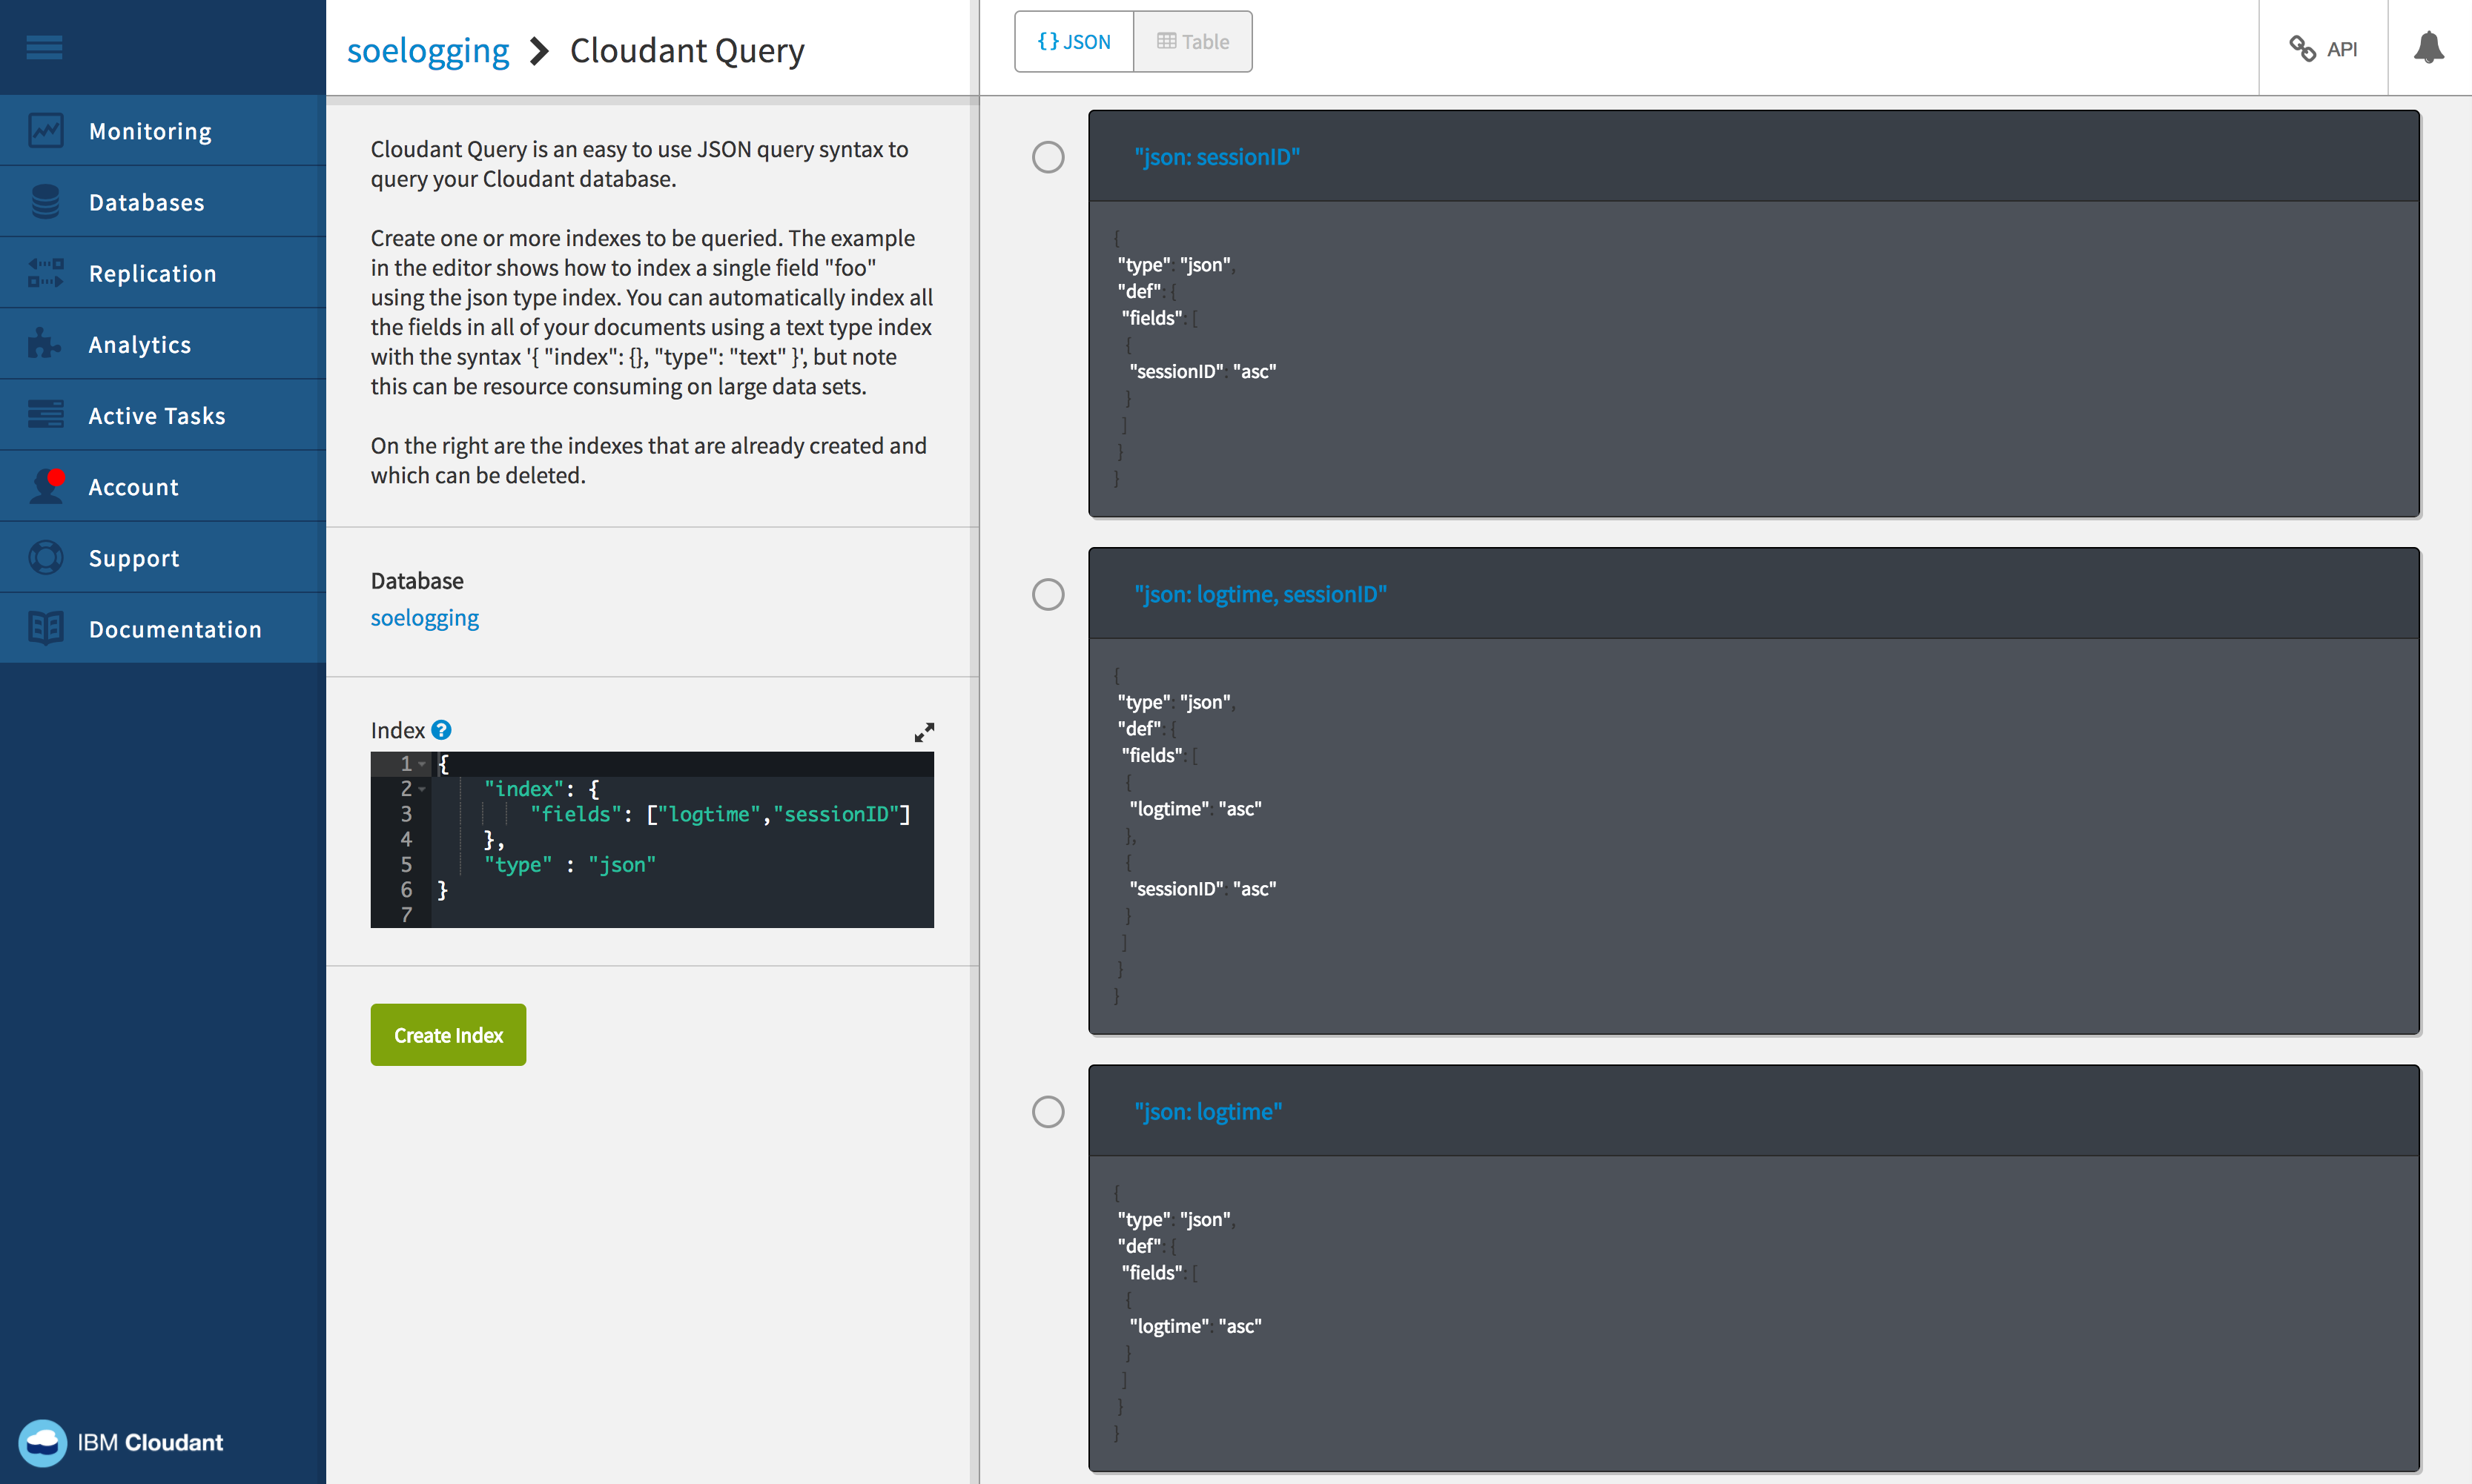 Monitoring
Databases
Replication
Analytics
Active Tasks
Account
Support
Documentation
IBM Cloudant
soelogging > Cloudant Query
Cloudant Query is an easy to use JSON query syntax to
query your Cloudant database.
Create one or more indexes to be queried. The example
in the editor shows how to index a single field "foo"
using the json type index. You can automatically index all
the fields in all of your documents using a text type index
with the syntax '{ "index": {}, "type": "text" }', but note
this can be resource consuming on large data sets.
On the right are the indexes that are already created and
which can be deleted.
Database
soelogging
Index ?
1 {
2 "index": {
3 "fields": ["logtime","sessionID"]
4 },
5 "type" : "json"
6 }
7
Create Index
{} JSON
Table
API
"json: sessionID"
{
"type": "json",
"def": {
"fields": [
{
"sessionID": "asc"
}
]
}
}
"json: logtime, sessionID"
{
"type": "json",
"def": {
"fields": [
{
"logtime": "asc"
},
{
"sessionID": "asc"
}
]
}
}
"json: logtime"
{
"type": "json",
"def": {
"fields": [
{
"logtime": "asc"
}
]
}
}